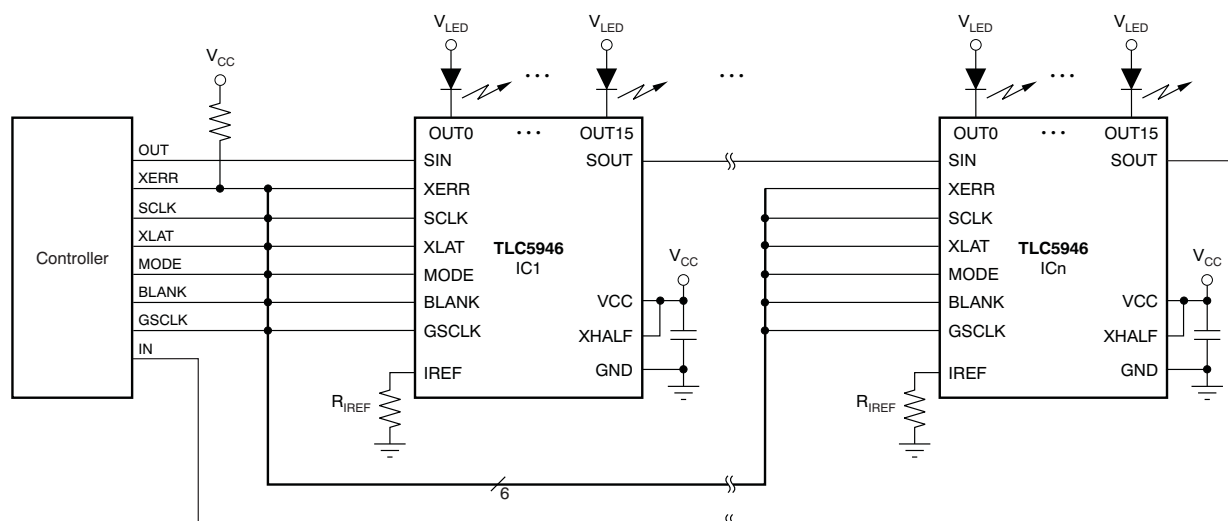 V_LED V_LED V_LED V_LED
V_CC ... ... ... 
OUT0 ... OUT15 OUT0 ... OUT15
OUT SIN SOUT SIN SOUT
XERR XERR XERR
SCLK SCLK SCLK
XLAT XLAT TLC5946 XLAT TLC5946
Controller IC1 ICn
MODE MODE V_CC MODE V_CC
BLANK BLANK VCC BLANK VCC
GSCLK GSCLK XHALF GSCLK XHALF
IN
IREF GND IREF GND
R_IREF R_IREF
6